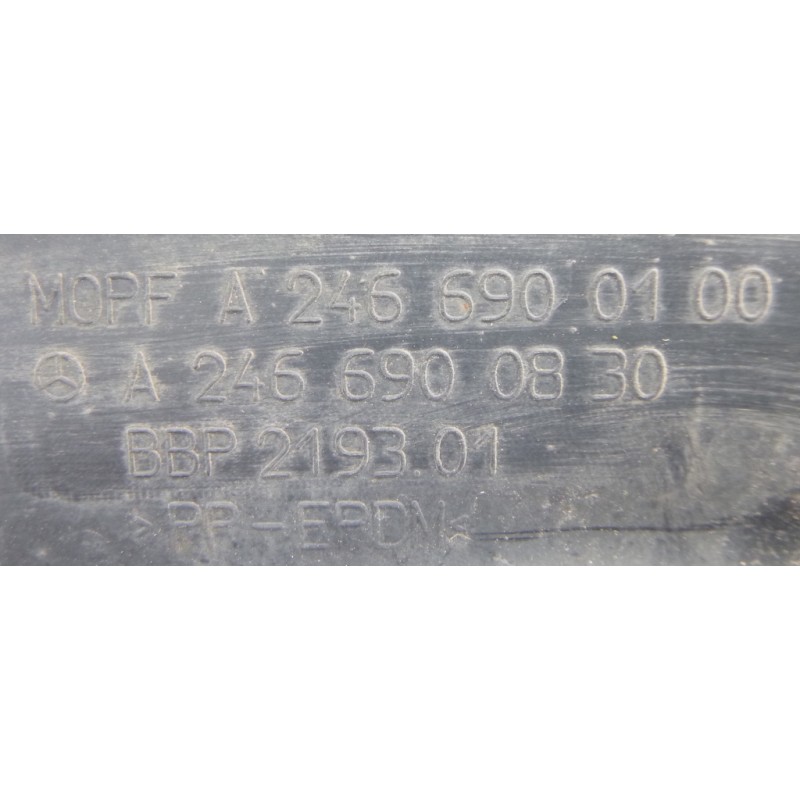 MOPF A 246 690 01 00
A 246 690 08 30
BBP 2193.01
>PP-EPDM<